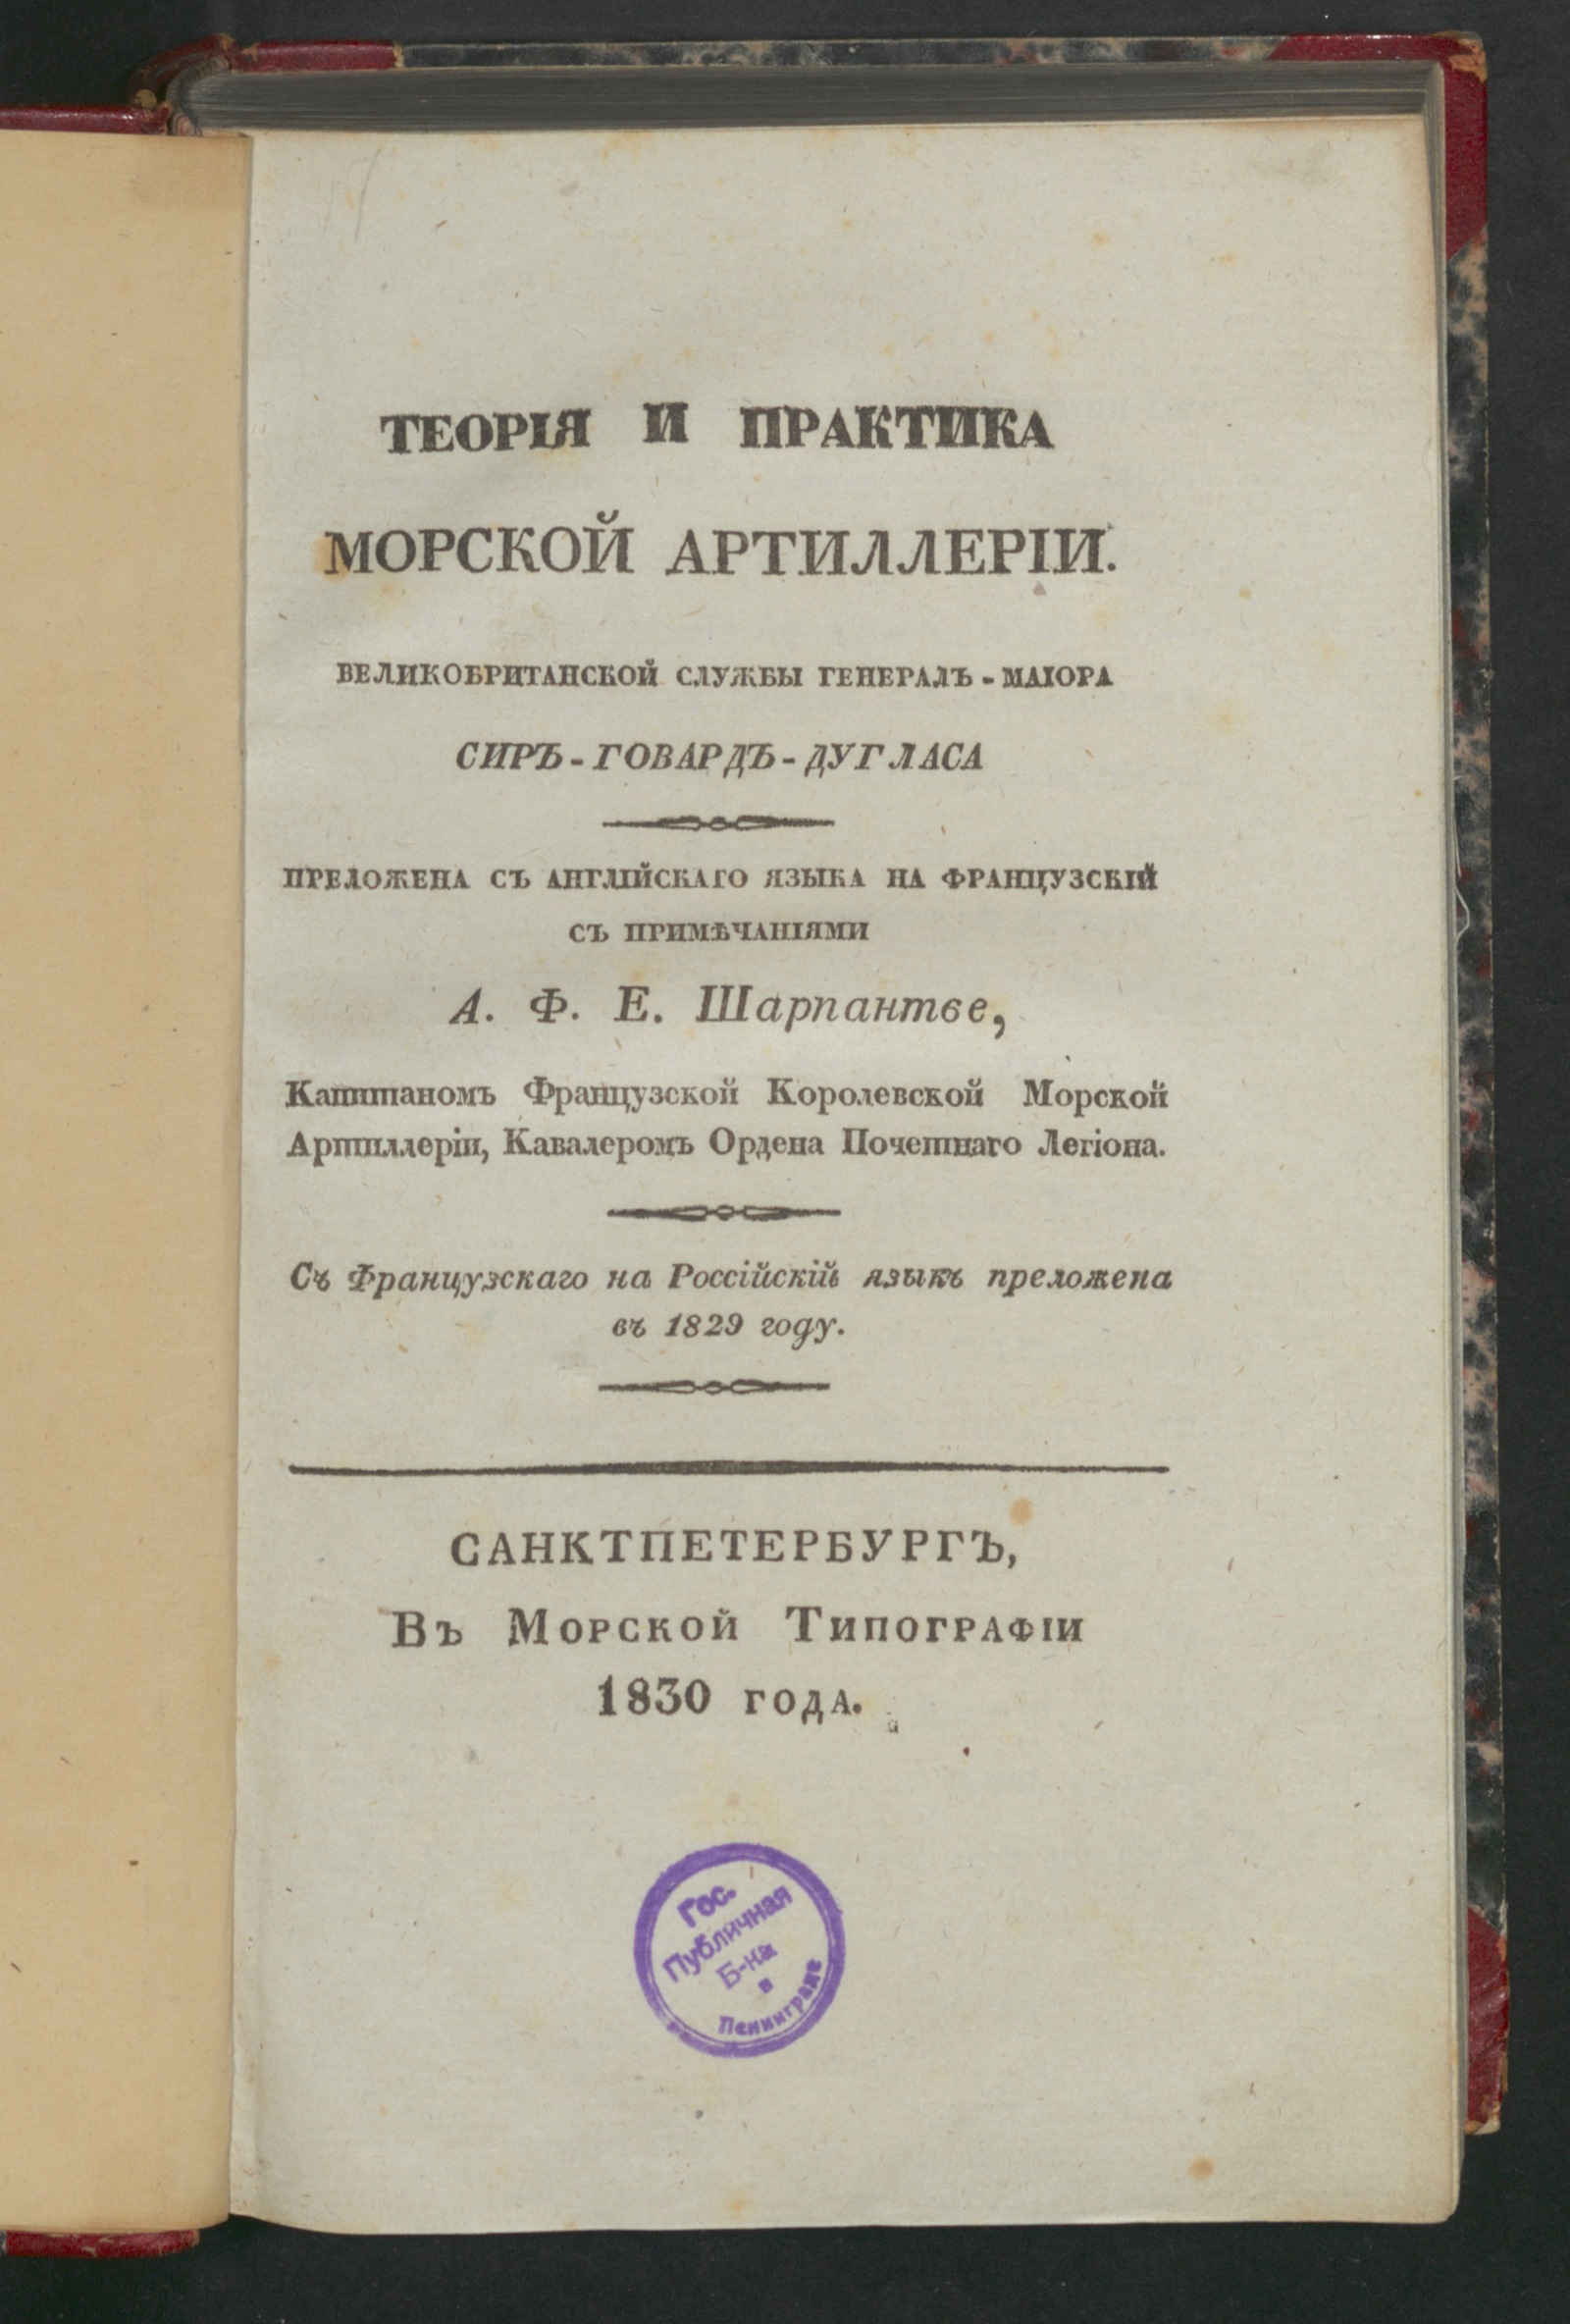 ТЕОРІЯ И ПРАКТИКА
МОРСКОЙ АРТИЛЛЕРІИ.
ВЕЛИКОБРИТАНСКОЙ СЛУЖБЫ ГЕНЕРАЛЪ - МАІОРА
СИРЪ - ГОВАРДЪ - ДУГЛАСА
ПРЕЛОЖЕНА СЪ АНГЛІЙСКАГО ЯЗЫКА НА ФРАНЦУЗСКІЙ
СЪ ПРИМѢЧАНІЯМИ
А. Ф. Е. Шарпантье,
Капитаномъ Французской Королевской Морской
Артиллеріи, Кавалеромъ Ордена Почетнаго Легіона.
Съ Французскаго на Россійскій языкъ преложена
въ 1829 году.
САНКТПЕТЕРБУРГЪ,
Въ Морской Типографіи
1830 года.
Гос.
Публичная
Б-ка
в
Ленинграде